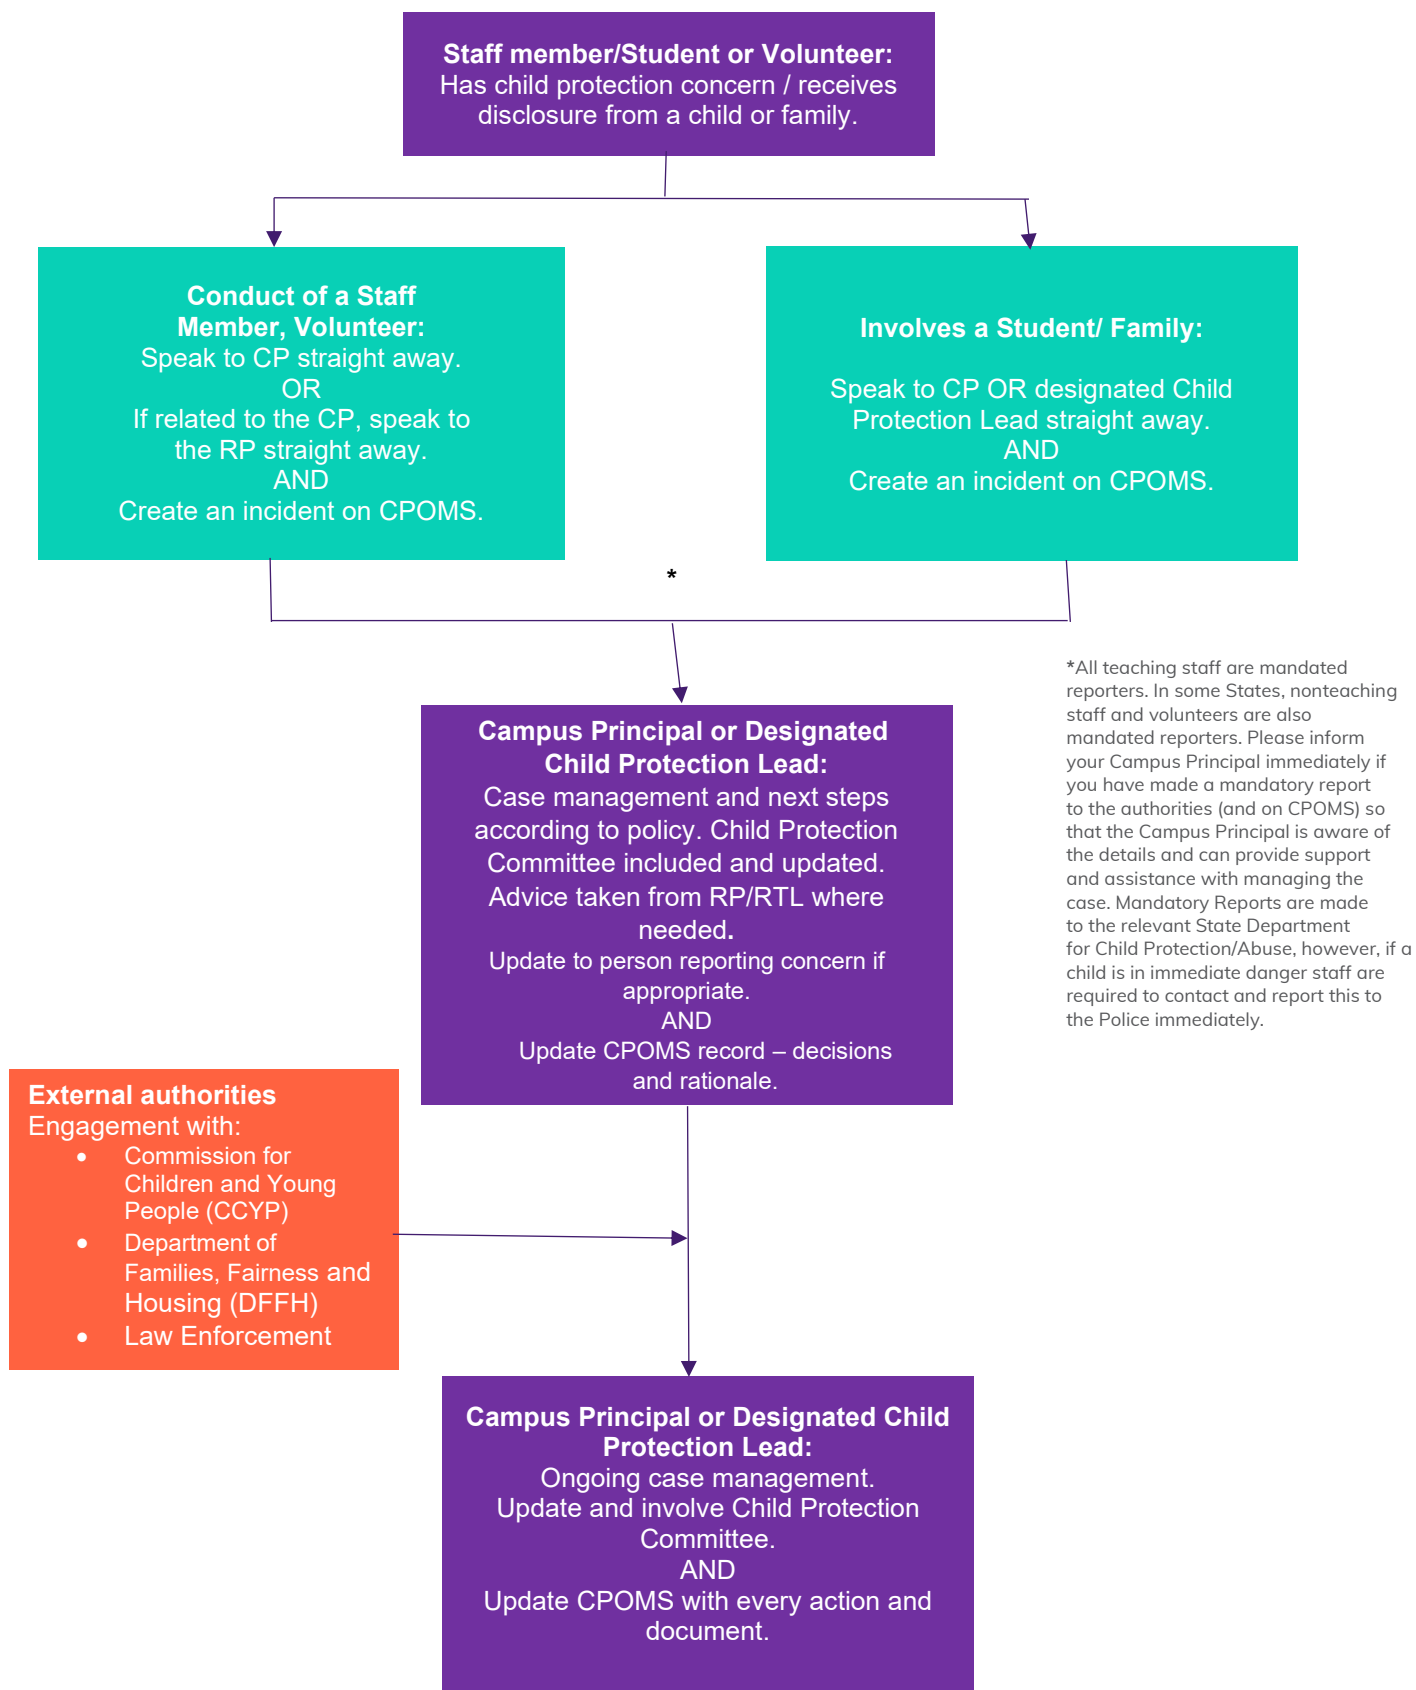 Staff member/Student or Volunteer:
Has child protection concern / receives
disclosure from a child or family.
Conduct of a Staff
Member, Volunteer:
Speak to CP straight away.
OR
If related to the CP, speak to
the RP straight away.
AND
Create an incident on CPOMS.
Involves a Student/ Family:
Speak to CP OR designated Child
Protection Lead straight away.
AND
Create an incident on CPOMS.
*
*All teaching staff are mandated
reporters. In some States, nonteaching
staff and volunteers are also
mandated reporters. Please inform
your Campus Principal immediately if
you have made a mandatory report
to the authorities (and on CPOMS) so
that the Campus Principal is aware of
the details and can provide support
and assistance with managing the
case. Mandatory Reports are made
to the relevant State Department
for Child Protection/Abuse, however, if a
child is in immediate danger staff are
required to contact and report this to
the Police immediately.
Campus Principal or Designated
Child Protection Lead:
Case management and next steps
according to policy. Child Protection
Committee included and updated.
Advice taken from RP/RTL where
needed.
Update to person reporting concern if
appropriate.
AND
Update CPOMS record – decisions
and rationale.
External authorities
Engagement with:
• Commission for
Children and Young
People (CCYP)
• Department of
Families, Fairness and
Housing (DFFH)
• Law Enforcement
Campus Principal or Designated Child
Protection Lead:
Ongoing case management.
Update and involve Child Protection
Committee.
AND
Update CPOMS with every action and
document.